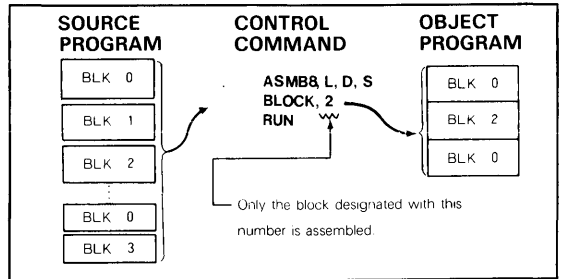 SOURCE PROGRAM
BLK 0
BLK 1
BLK 2
BLK 0
BLK 3
CONTROL COMMAND
ASMB8, L, D, S
BLOCK, 2
RUN
Only the block designated with this
number is assembled.
OBJECT PROGRAM
BLK 0
BLK 2
BLK 0